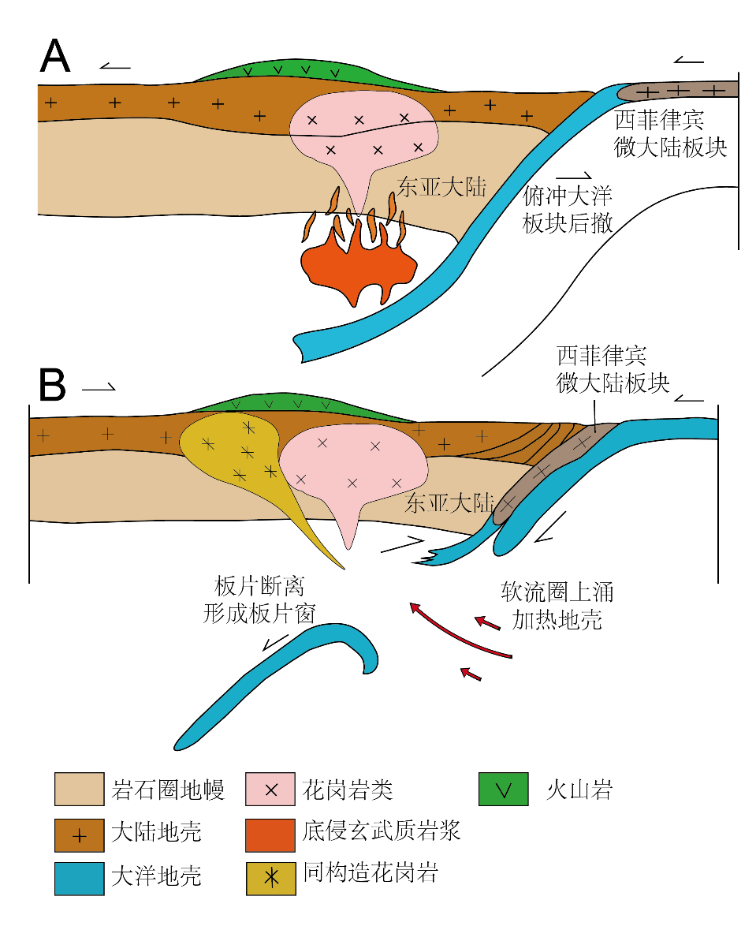 A
西菲律宾
微大陆板块
东亚大陆
俯冲大洋
板块后撤
B
西菲律宾
微大陆板块
东亚大陆
板片断离
形成板片窗
软流圈上涌
加热地壳
岩石圈地幔
花岗岩类
火山岩
大陆地壳
底侵玄武质岩浆
大洋地壳
同构造花岗岩